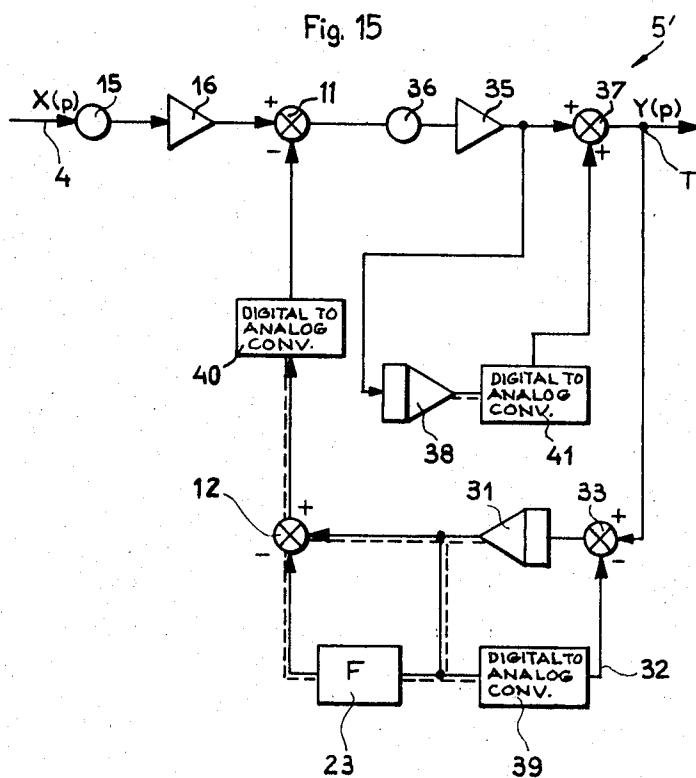 Fig. 15
5'
X(p)
15
16
+
11
-
36
35
+
37
+
Y(p)
4
T
DIGITAL TO
ANALOG
CONV.
40
DIGITAL TO
ANALOG
CONV.
41
38
12
+
-
31
33
+
-
F
23
DIGITAL TO
ANALOG
CONV.
39
32